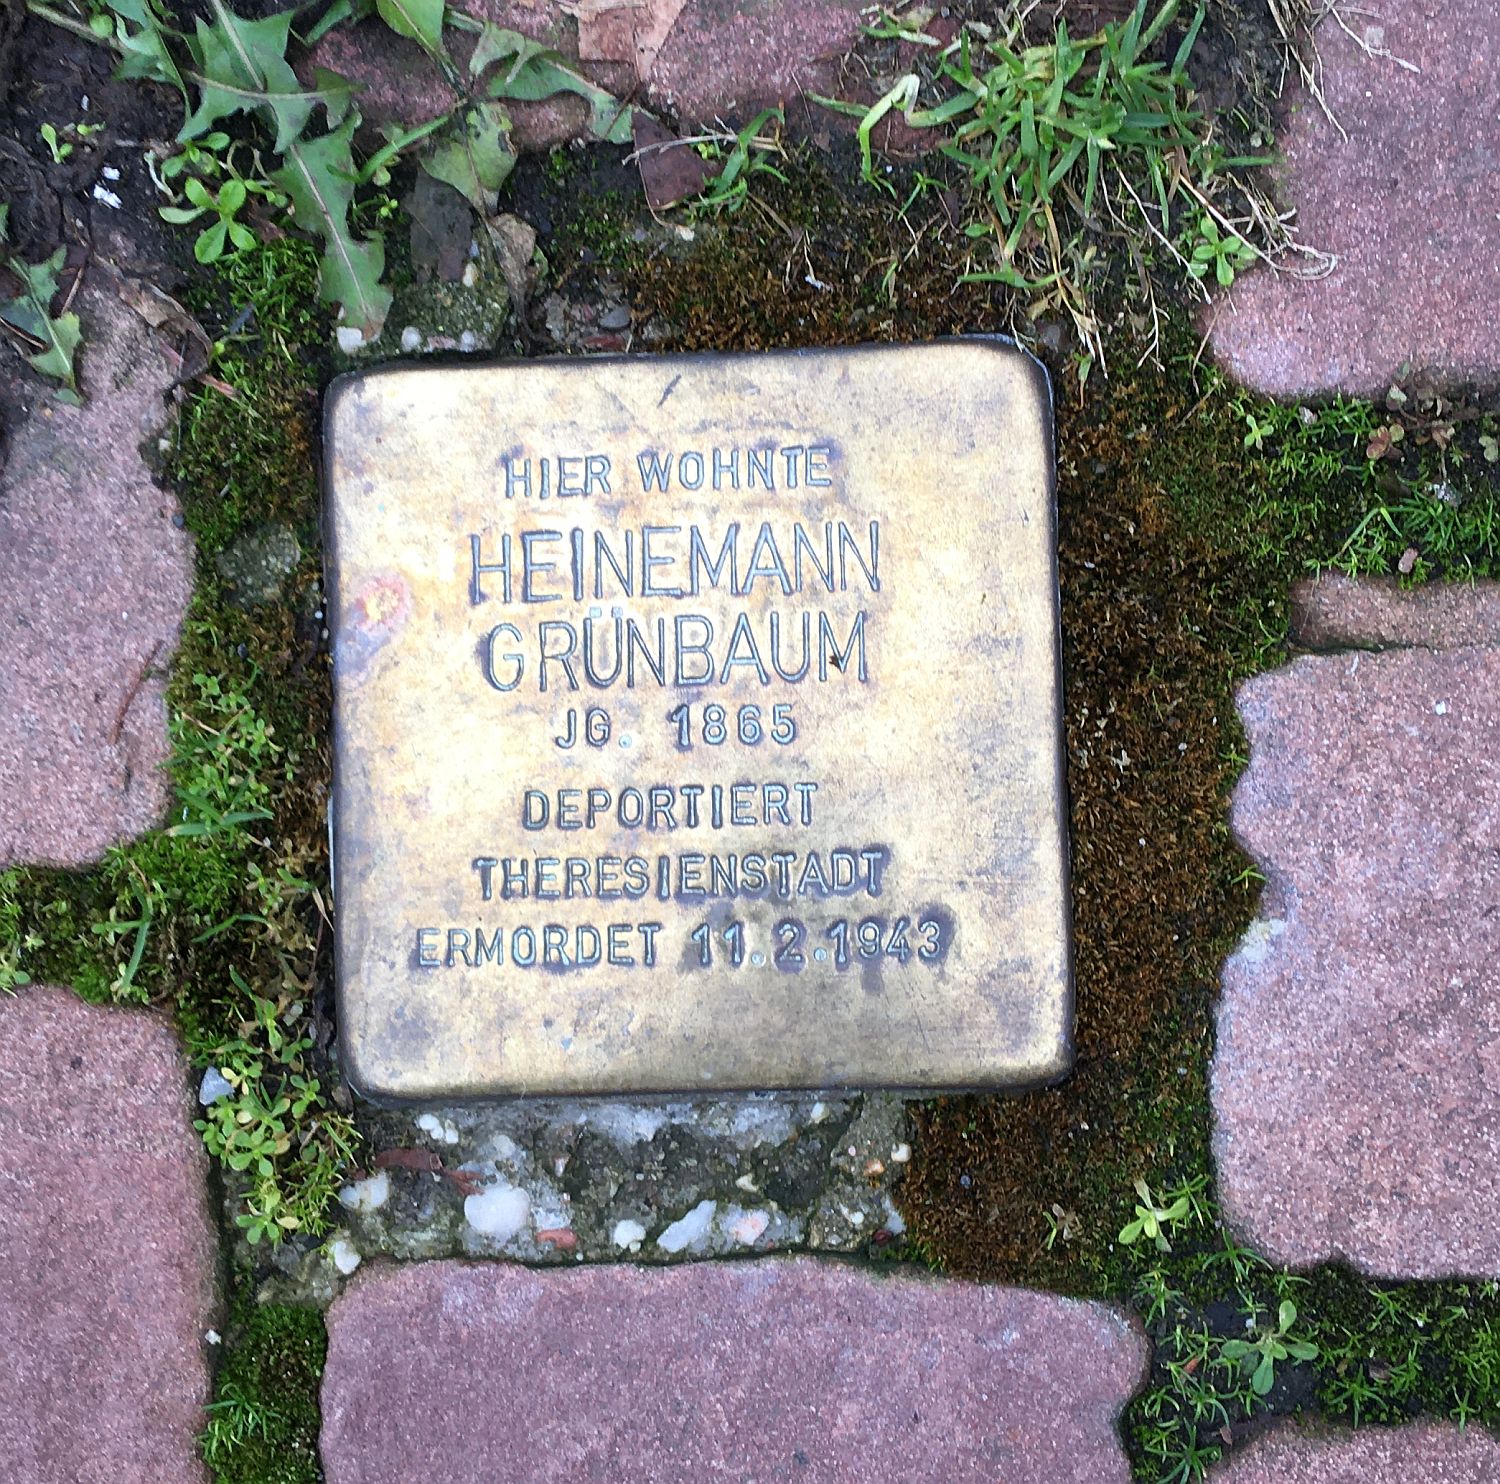 HIER WOHNTE
HEINEMANN
GRÜNBAUM
JG. 1865
DEPORTIERT
THERESIENSTADT
ERMORDET 11.2.1943